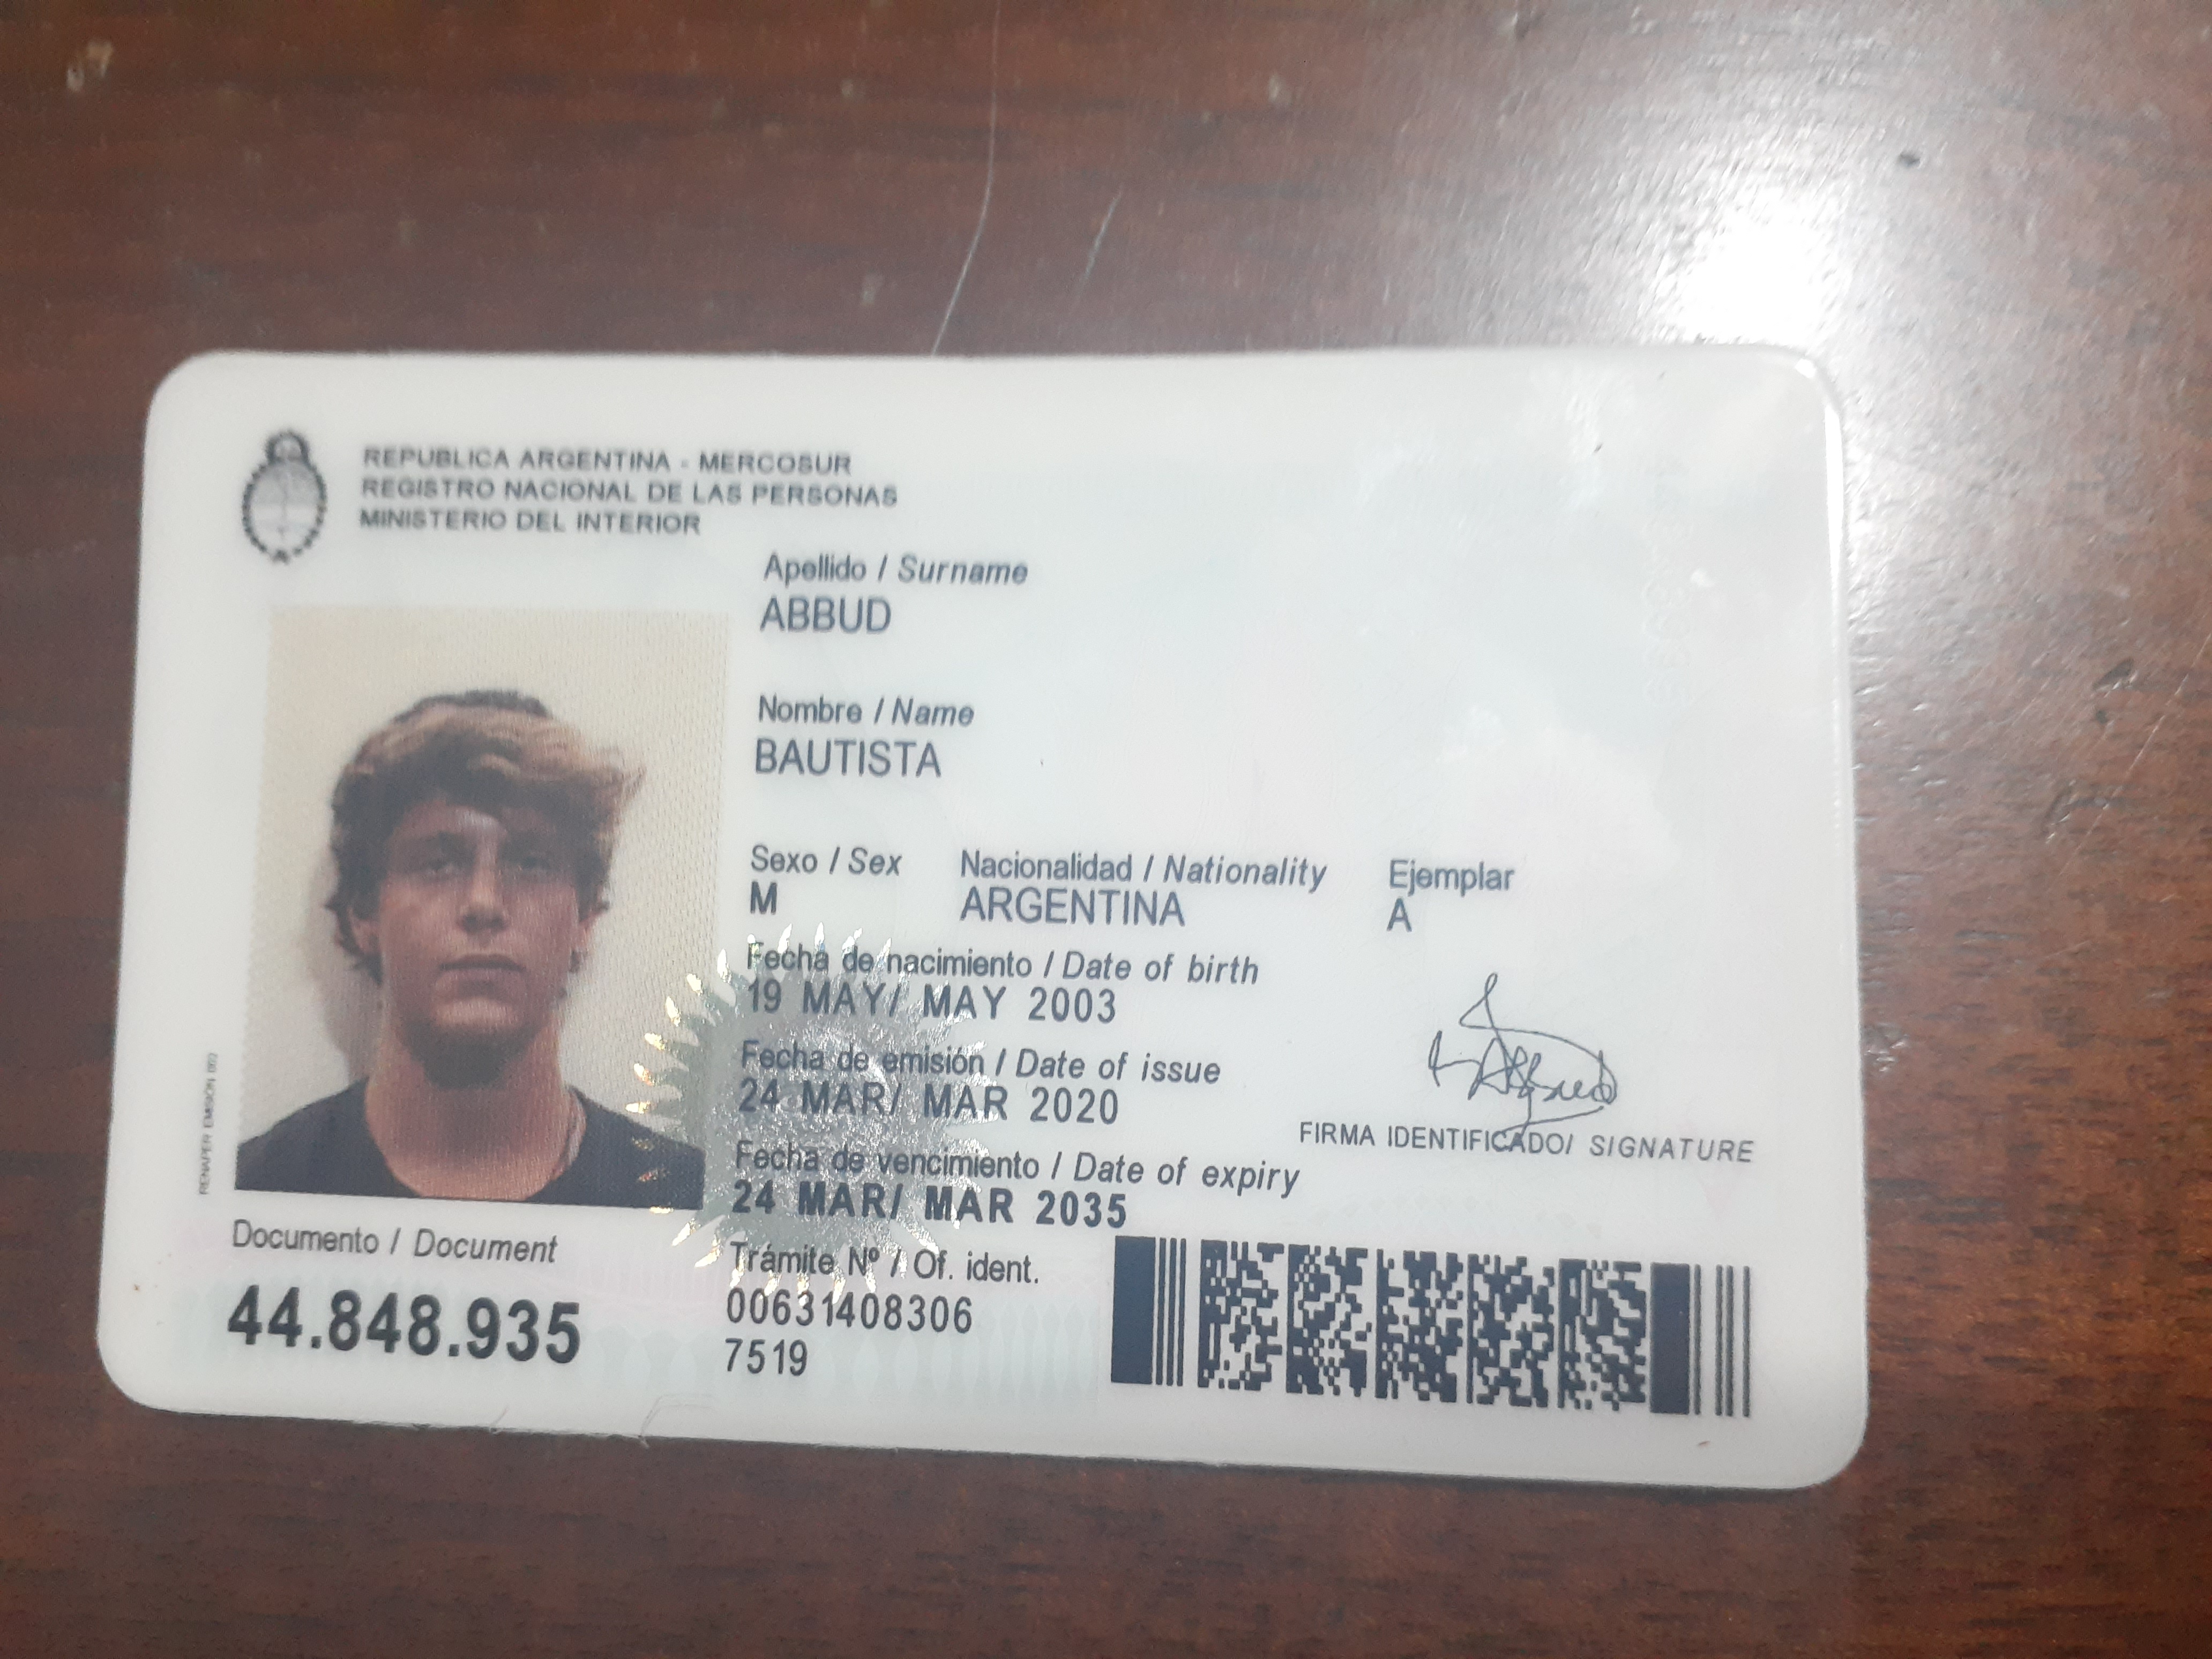 REPUBLICA ARGENTINA - MERCOSUR
REGISTRO NACIONAL DE LAS PERSONAS
MINISTERIO DEL INTERIOR
Apellido / Surname
ABBUD
Nombre / Name
BAUTISTA
Sexo / Sex Nacionalidad / Nationality Ejemplar
M ARGENTINA A
Fecha de nacimiento / Date of birth
19 MAY/ MAY 2003
Fecha de emisión / Date of issue
24 MAR/ MAR 2020
Fecha de vencimiento / Date of expiry
24 MAR/ MAR 2035
FIRMA IDENTIFICADO/ SIGNATURE
RENAPER EMISIÓN 003
Documento / Document
44.848.935
Trámite Nº / Of. ident.
00631408306
7519